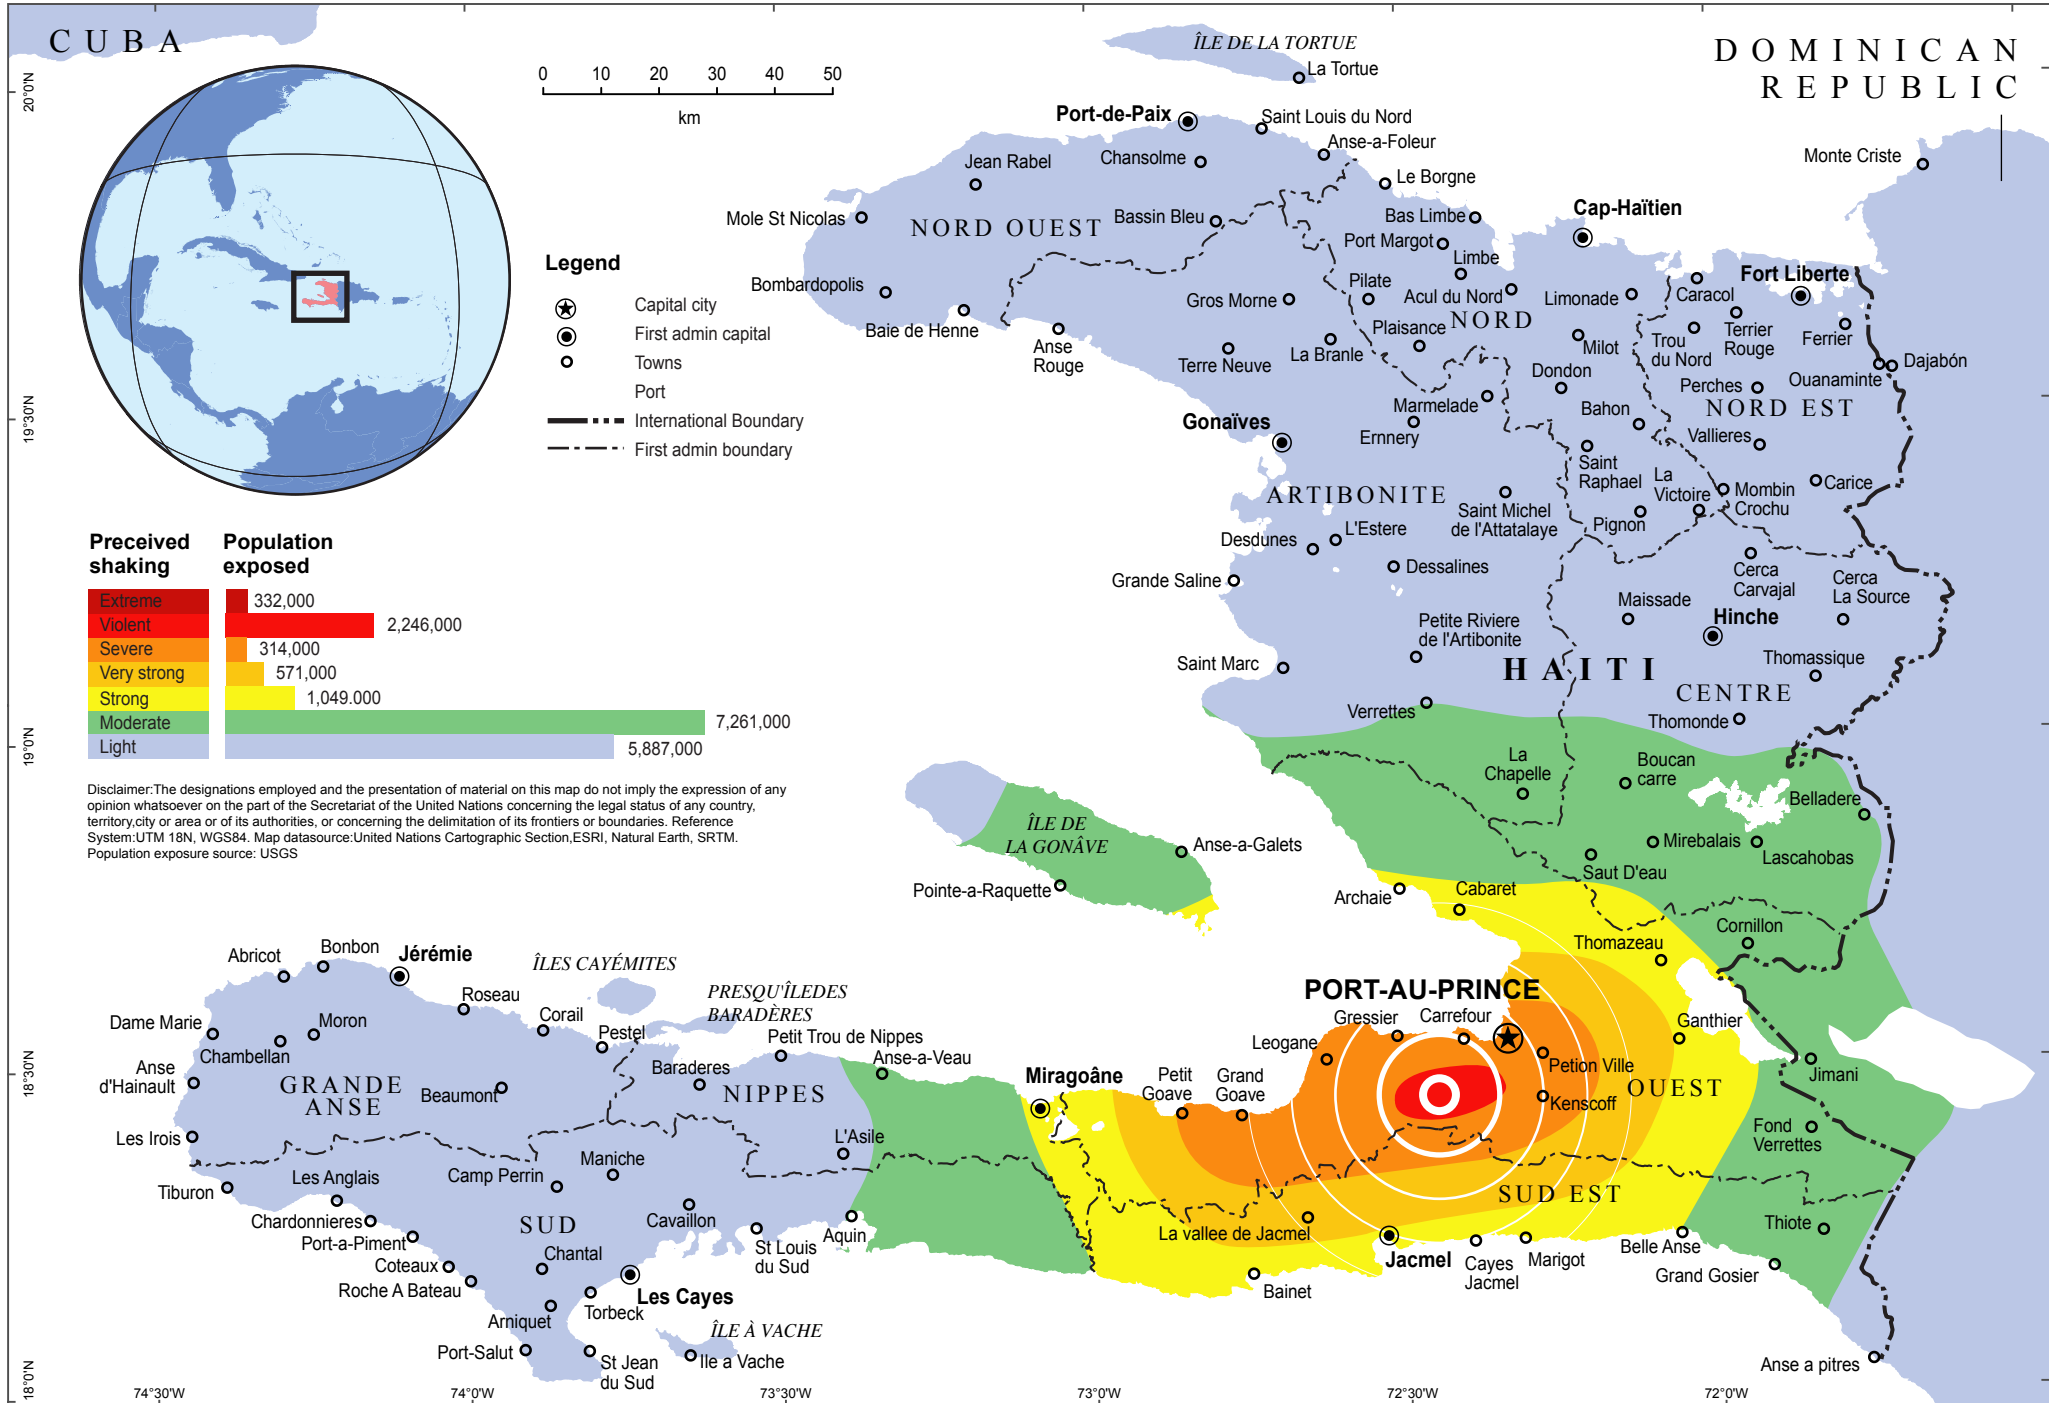 CUBA
DOMINICAN
REPUBLIC
0 10 20 30 40 50
km
ÎLE DE LA TORTUE
La Tortue
Port-de-Paix
Saint Louis du Nord
Anse-a-Foleur
Chansolme
Jean Rabel
Le Borgne
Monte Criste
Mole St Nicolas
NORD OUEST
Bassin Bleu
Bas Limbe
Cap-Haïtien
Port Margot
Limbe
Fort Liberte
Bombardopolis
Baie de Henne
Anse
Rouge
Gros Morne
Pilate
Acul du Nord
NORD
Limonade
Caracol
Plaisance
Milot
Trou
du Nord
Terrier
Rouge
Ferrier
Terre Neuve
La Branle
Dondon
Perches
Ouanaminte
Dajabón
Marmelade
Bahon
NORD EST
Gonaïves
Ernnery
Vallieres
Saint
Raphael
La
Victoire
Mombin
Crochu
Carice
ARTIBONITE
Saint Michel
de l'Attatalaye
Pignon
Legend
Capital city
First admin capital
Towns
Port
International Boundary
First admin boundary
Desdunes
L'Estere
Grande Saline
Dessalines
Cerca
Carvajal
Cerca
La Source
Maissade
Hinche
Petite Riviere
de l'Artibonite
Saint Marc
HAITI
Thomassique
CENTRE
Verrettes
Thomonde
Preceived
shaking
Population
exposed
Extreme 332,000
Violent 2,246,000
Severe 314,000
Very strong 571,000
Strong 1,049.000
Moderate 7,261,000
Light 5,887,000
Disclaimer:The designations employed and the presentation of material on this map do not imply the expression of any
opinion whatsoever on the part of the Secretariat of the United Nations concerning the legal status of any country,
territory,city or area or of its authorities, or concerning the delimitation of its frontiers or boundaries. Reference
System:UTM 18N, WGS84. Map datasource:United Nations Cartographic Section,ESRI, Natural Earth, SRTM.
Population exposure source: USGS
La
Chapelle
Boucan
carre
Belladere
ÎLE DE
LA GONÂVE
Anse-a-Galets
Pointe-a-Raquette
Mirebalais
Lascahobas
Saut D'eau
Archaie
Cabaret
Cornillon
Thomazeau
Abricot
Bonbon
Jérémie
ÎLES CAYÉMITES
Roseau
PRESQU'ÎLEDES
BARADÈRES
PORT-AU-PRINCE
Dame Marie
Moron
Corail
Pestel
Petit Trou de Nippes
Gressier
Carrefour
Ganthier
Chambellan
Anse-a-Veau
Leogane
Anse
d'Hainault
GRANDE
ANSE
Beaumont
Baraderes
NIPPES
Miragoâne
Petit
Goave
Grand
Goave
Petion Ville
Kenscoff
OUEST
Jimani
Les Irois
L'Asile
Fond
Verrettes
Tiburon
Les Anglais
Camp Perrin
Maniche
SUD EST
Chardonnieres
Port-a-Piment
SUD
Cavaillon
St Louis
du Sud
Aquin
La vallee de Jacmel
Thiote
Coteaux
Chantal
Jacmel
Cayes
Jacmel
Marigot
Belle Anse
Roche A Bateau
Les Cayes
Bainet
Grand Gosier
Arniquet
Torbeck
ÎLE À VACHE
Port-Salut
St Jean
du Sud
Ile a Vache
Anse a pitres
20°0'N
19°30'N
19°0'N
18°30'N
18°0'N
74°30'W 74°0'W 73°30'W 73°0'W 72°30'W 72°0'W